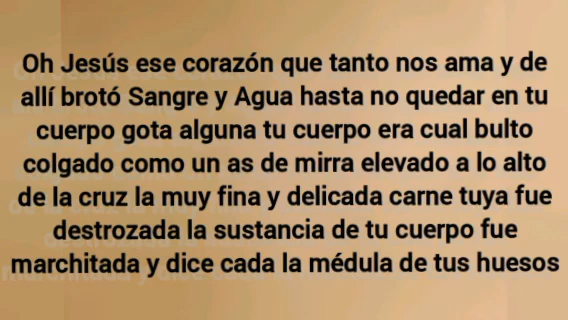 Oh Jesús ese corazón que tanto nos ama y de
allí brotó Sangre y Agua hasta no quedar en tu
cuerpo gota alguna tu cuerpo era cual bulto
colgado como un as de mirra elevado a lo alto
de la cruz la muy fina y delicada carne tuya fue
destrozada la sustancia de tu cuerpo fue
marchitada y dice cada la médula de tus huesos